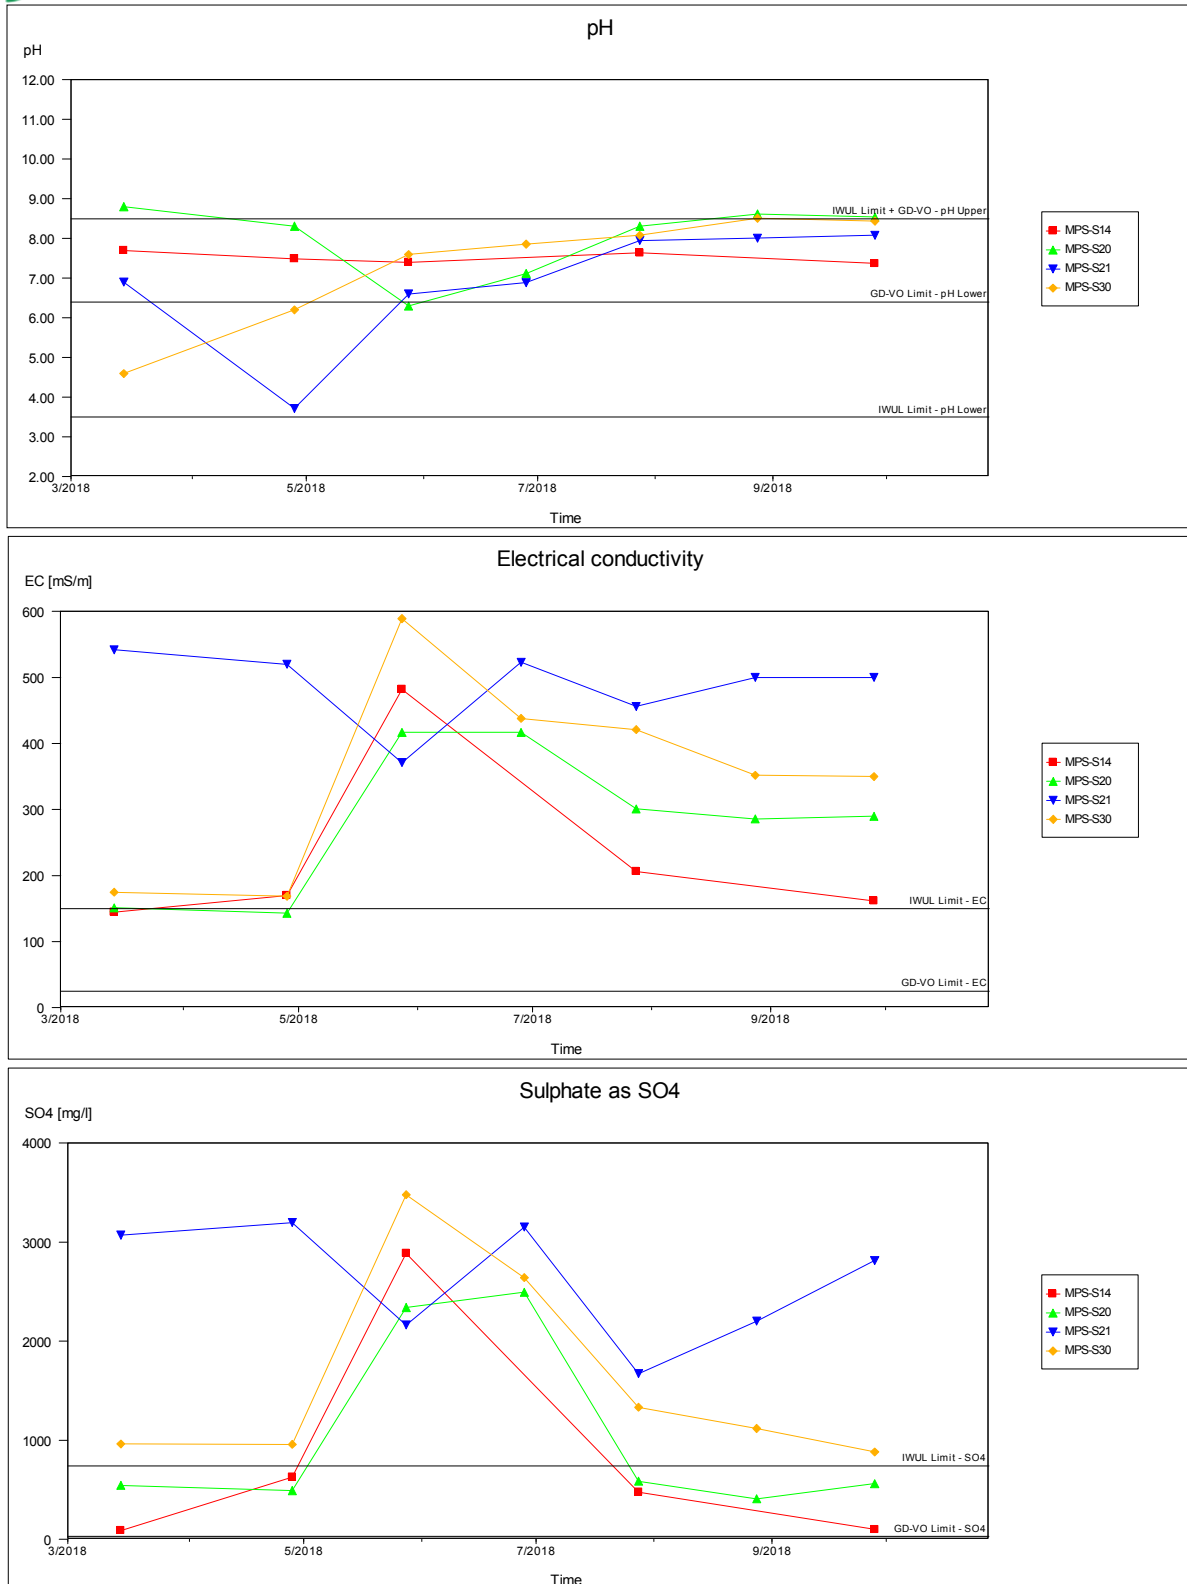 pH
pH
12.00
11.00
10.00
9.00
8.00
7.00
6.00
5.00
4.00
3.00
2.00
IWUL Limit + GD-VO - pH Upper
GD-VO Limit - pH Lower
IWUL Limit - pH Lower
3/2018 5/2018 7/2018 9/2018
Time
MPS-S14
MPS-S20
MPS-S21
MPS-S30
Electrical conductivity
EC [mS/m]
600
500
400
300
200
100
0
IWUL Limit - EC
GD-VO Limit - EC
3/2018 5/2018 7/2018 9/2018
Time
MPS-S14
MPS-S20
MPS-S21
MPS-S30
Sulphate as SO4
SO4 [mg/l]
4000
3000
2000
1000
0
IWUL Limit - SO4
GD-VO Limit - SO4
3/2018 5/2018 7/2018 9/2018
Time
MPS-S14
MPS-S20
MPS-S21
MPS-S30